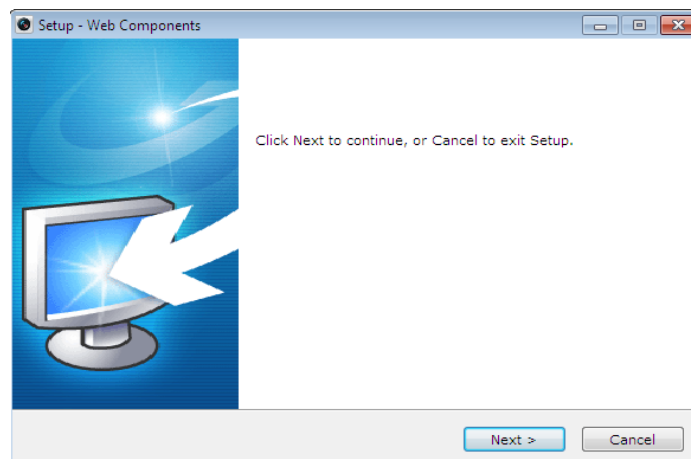 Setup - Web Components
Click Next to continue, or Cancel to exit Setup.
Next >
Cancel